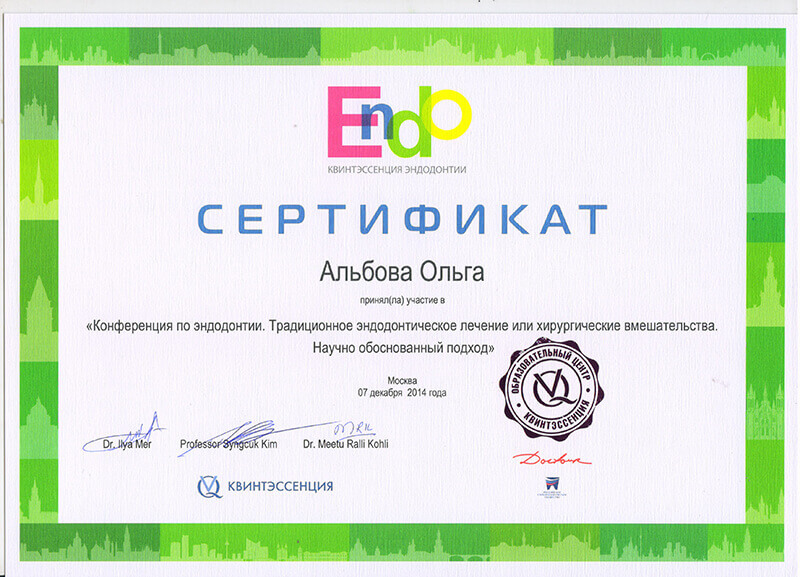 Endo
КВИНТЭССЕНЦИЯ ЭНДОДОНТИИ
СЕРТИФИКАТ
Альбова Ольга
принял(ла) участие в
«Конференция по эндодонтии. Традиционное эндодонтическое лечение или хирургические вмешательства.
Научно обоснованный подход»
Москва
07 декабря 2014 года
ОБРАЗОВАТЕЛЬНЫЙ ЦЕНТР
КВИНТЭССЕНЦИЯ
Dr. Ilya Mer Professor Syngcuk Kim Dr. Meetu Ralli Kohli
КВИНТЭССЕНЦИЯ